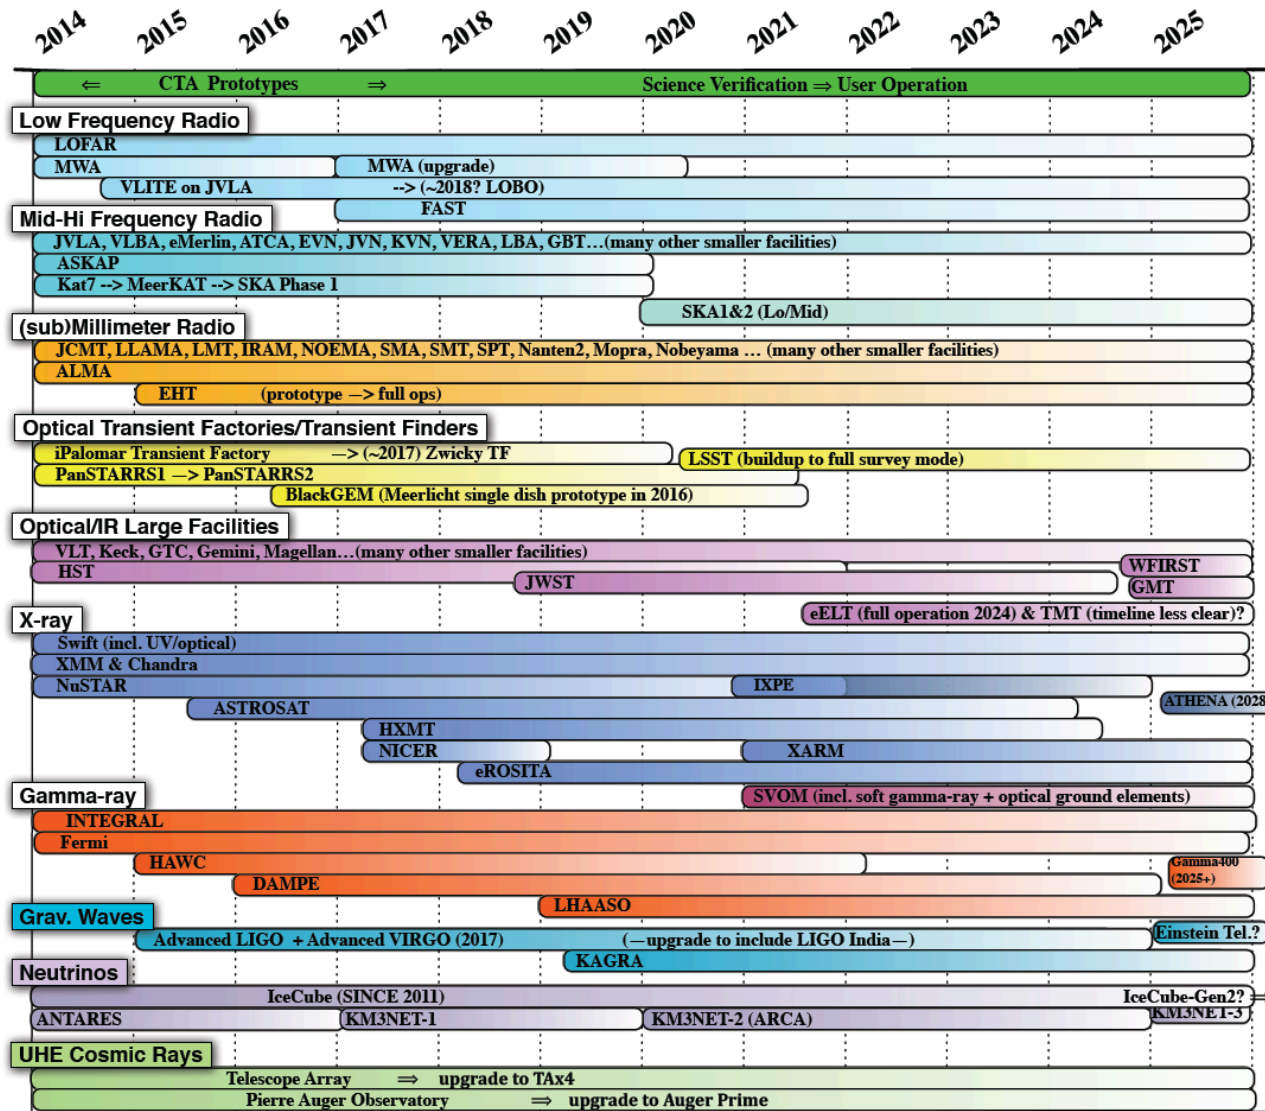 2014 2015 2016 2017 2018 2019 2020 2021 2022 2023 2024 2025
⇐ CTA Prototypes ⇒ Science Verification ⇒ User Operation
Low Frequency Radio
LOFAR
MWA MWA (upgrade)
VLITE on JVLA --> (~2018? LOBO)
FAST
Mid-Hi Frequency Radio
JVLA, VLBA, eMerlin, ATCA, EVN, JVN, KVN, VERA, LBA, GBT...(many other smaller facilities)
ASKAP
Kat7 --> MeerKAT --> SKA Phase 1
SKA1&2 (Lo/Mid)
(sub)Millimeter Radio
JCMT, LLAMA, LMT, IRAM, NOEMA, SMA, SMT, SPT, Nanten2, Mopra, Nobeyama ... (many other smaller facilities)
ALMA
EHT (prototype —> full ops)
Optical Transient Factories/Transient Finders
iPalomar Transient Factory —> (~2017) Zwicky TF
LSST (buildup to full survey mode)
PanSTARRS1 —> PanSTARRS2
BlackGEM (Meerlicht single dish prototype in 2016)
Optical/IR Large Facilities
VLT, Keck, GTC, Gemini, Magellan...(many other smaller facilities)
HST WFIRST
JWST GMT
eELT (full operation 2024) & TMT (timeline less clear)?
X-ray
Swift (incl. UV/optical)
XMM & Chandra
NuSTAR IXPE
ATHENA (2028
ASTROSAT
HXMT
NICER XARM
eROSITA
SVOM (incl. soft gamma-ray + optical ground elements)
Gamma-ray
INTEGRAL
Fermi
HAWC Gamma400
(2025+)
DAMPE
LHAASO
Grav. Waves
Advanced LIGO + Advanced VIRGO (2017) (—upgrade to include LIGO India—) Einstein Tel.?
KAGRA
Neutrinos
IceCube (SINCE 2011) IceCube-Gen2? ⇒
ANTARES KM3NET-1 KM3NET-2 (ARCA) KM3NET-3
UHE Cosmic Rays
Telescope Array ⇒ upgrade to TAx4
Pierre Auger Observatory ⇒ upgrade to Auger Prime